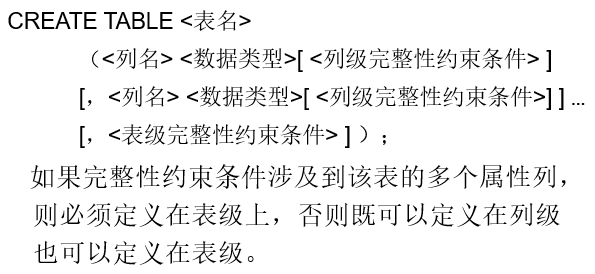 CREATE TABLE <表名>
（<列名> <数据类型>[ <列级完整性约束条件> ]
[，<列名> <数据类型>[ <列级完整性约束条件>] ] …
[，<表级完整性约束条件> ] ）；
如果完整性约束条件涉及到该表的多个属性列，
则必须定义在表级上，否则既可以定义在列级
也可以定义在表级。